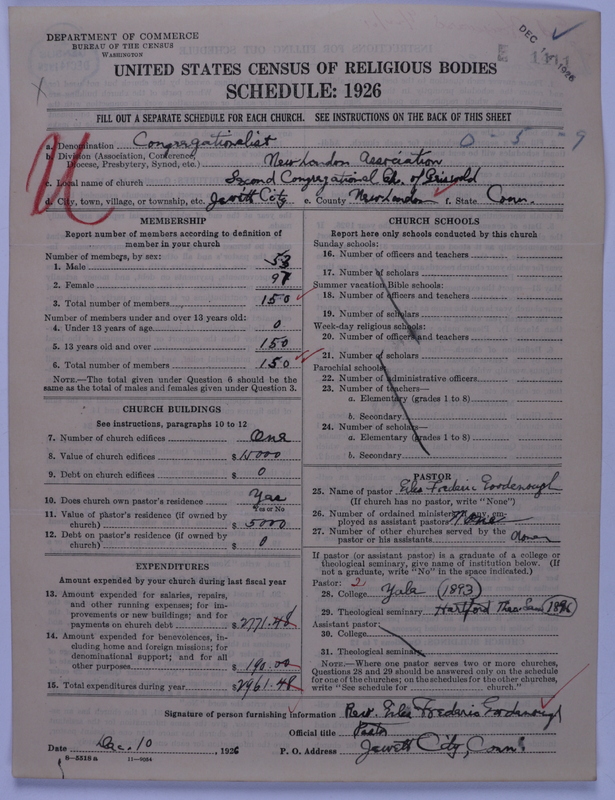 DEPARTMENT OF COMMERCE
BUREAU OF THE CENSUS
WASHINGTON
DEC 1926
UNITED STATES CENSUS OF RELIGIOUS BODIES
SCHEDULE: 1926
FILL OUT A SEPARATE SCHEDULE FOR EACH CHURCH. SEE INSTRUCTIONS ON THE BACK OF THIS SHEET
a. Denomination Congregationalist 0 - 5 - 9
b. Division (Association, Conference, Diocese, Presbytery, Synod, etc.) New London Association
c. Local name of church Second Congregational Ch. of Griswold
d. City, town, village, or township, etc. Jewett City e. County New London f. State Conn.
MEMBERSHIP
Report number of members according to definition of member in your church
Number of members, by sex:
1. Male 53
2. Female 97
3. Total number of members 150
Number of members under and over 13 years old:
4. Under 13 years of age 0
5. 13 years old and over 150
6. Total number of members 150
NOTE.—The total given under Question 6 should be the same as the total of males and females given under Question 3.
CHURCH BUILDINGS
See instructions, paragraphs 10 to 12
7. Number of church edifices One
8. Value of church edifices $
9. Debt on church edifices $ 0
10. Does church own pastor's residence Yes
Yes or No
11. Value of pastor's residence (if owned by church) $ 5000
12. Debt on pastor's residence (if owned by church) $ 0
EXPENDITURES
Amount expended by your church during last fiscal year
13. Amount expended for salaries, repairs, and other running expenses; for improvements or new buildings; and for payments on church debt $ 2771.48
14. Amount expended for benevolences, including home and foreign missions; for denominational support; and for all other purposes $ 190.00
15. Total expenditures during year $ 2961.48
CHURCH SCHOOLS
Report here only schools conducted by this church
Sunday schools:
16. Number of officers and teachers
17. Number of scholars
Summer vacation Bible schools:
18. Number of officers and teachers
19. Number of scholars
Week-day religious schools:
20. Number of officers and teachers
21. Number of scholars
Parochial schools:
22. Number of administrative officers
23. Number of teachers—
a. Elementary (grades 1 to 8)
b. Secondary
24. Number of scholars—
a. Elementary (grades 1 to 8)
b. Secondary
PASTOR
25. Name of pastor Giles Frederic Goodenough
(If church has no pastor, write "None")
26. Number of ordained ministers, if any, employed as assistant pastors None
27. Number of other churches served by the pastor or his assistants None
If pastor (or assistant pastor) is a graduate of a college or theological seminary, give name of institution below. (If not a graduate, write "No" in the space indicated.)
Pastor: 2
28. College Yale (1893)
29. Theological seminary Hartford Theo. Sem (1896)
Assistant pastor:
30. College
31. Theological seminary
NOTE.—Where one pastor serves two or more churches, Questions 28 and 29 should be answered only on the schedule for one of the churches; on the schedules for the other churches, write "See schedule for church."
Signature of person furnishing information Rev. Giles Frederic Goodenough
Official title Pastor
Date Dec. 10, 1926 P. O. Address Jewett City, Conn.
8—5518 a 11—9054